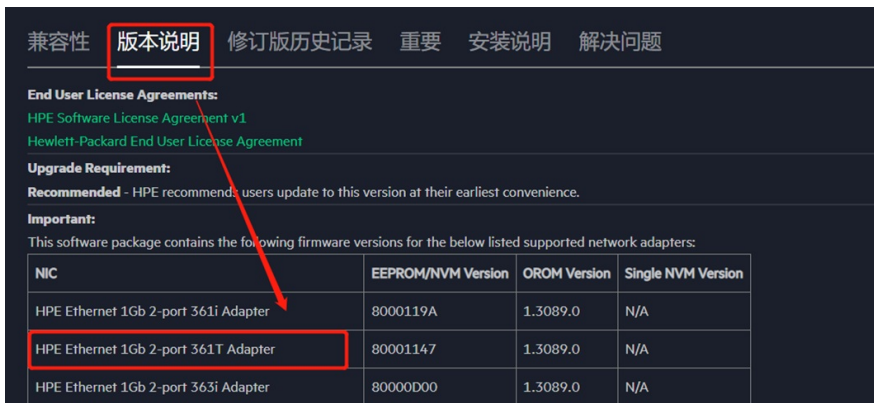 兼容性 版本说明 修订版历史记录 重要 安装说明 解决问题
End User License Agreements:
HPE Software License Agreement v1
Hewlett-Packard End User License Agreement
Upgrade Requirement:
Recommended - HPE recommends users update to this version at their earliest convenience.
Important:
This software package contains the following firmware versions for the below listed supported network adapters:
NIC EEPROM/NVM Version OROM Version Single NVM Version
HPE Ethernet 1Gb 2-port 361i Adapter 8000119A 1.3089.0 N/A
HPE Ethernet 1Gb 2-port 361T Adapter 80001147 1.3089.0 N/A
HPE Ethernet 1Gb 2-port 363i Adapter 80000D00 1.3089.0 N/A